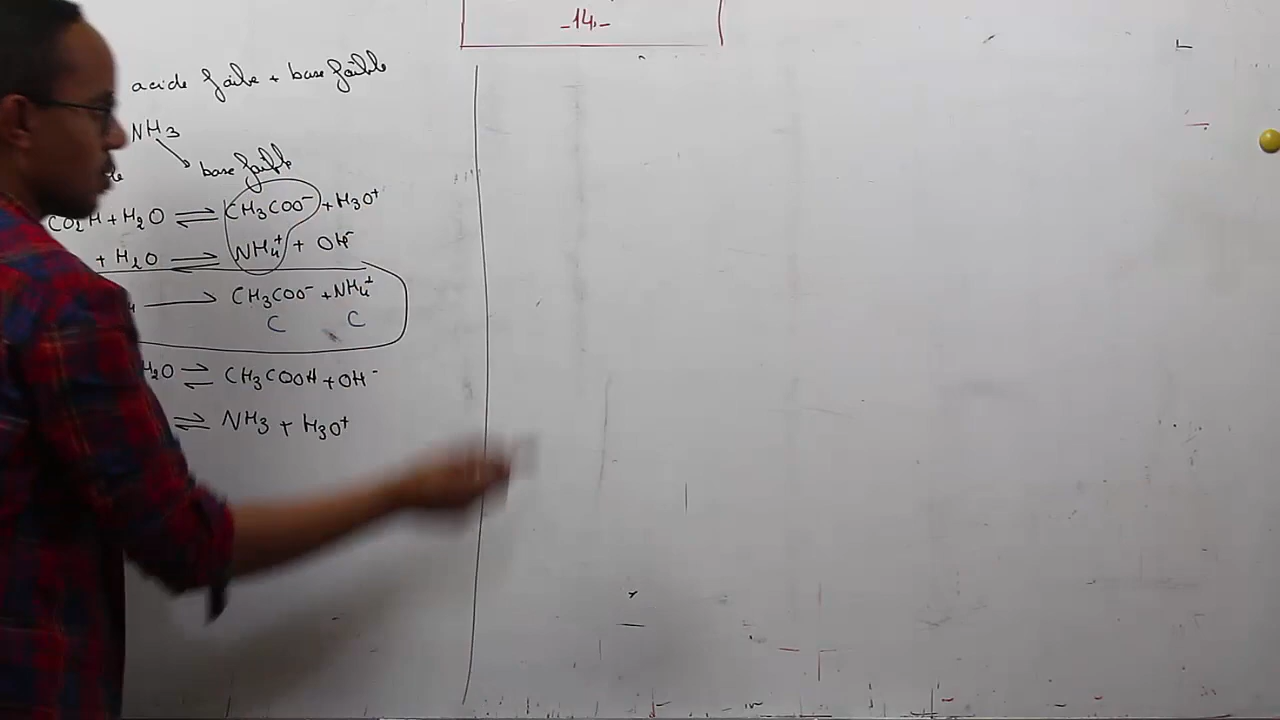 _14_
acide faible + base faible
NH3
base faible
CO2H + H2O ⇌ CH3COO⁻ + H3O⁺
+ H2O ⇌ NH4⁺ + OH⁻
⟶ CH3COO⁻ + NH4⁺
C C
H2O ⇌ CH3COOH + OH⁻
⇌ NH3 + H3O⁺